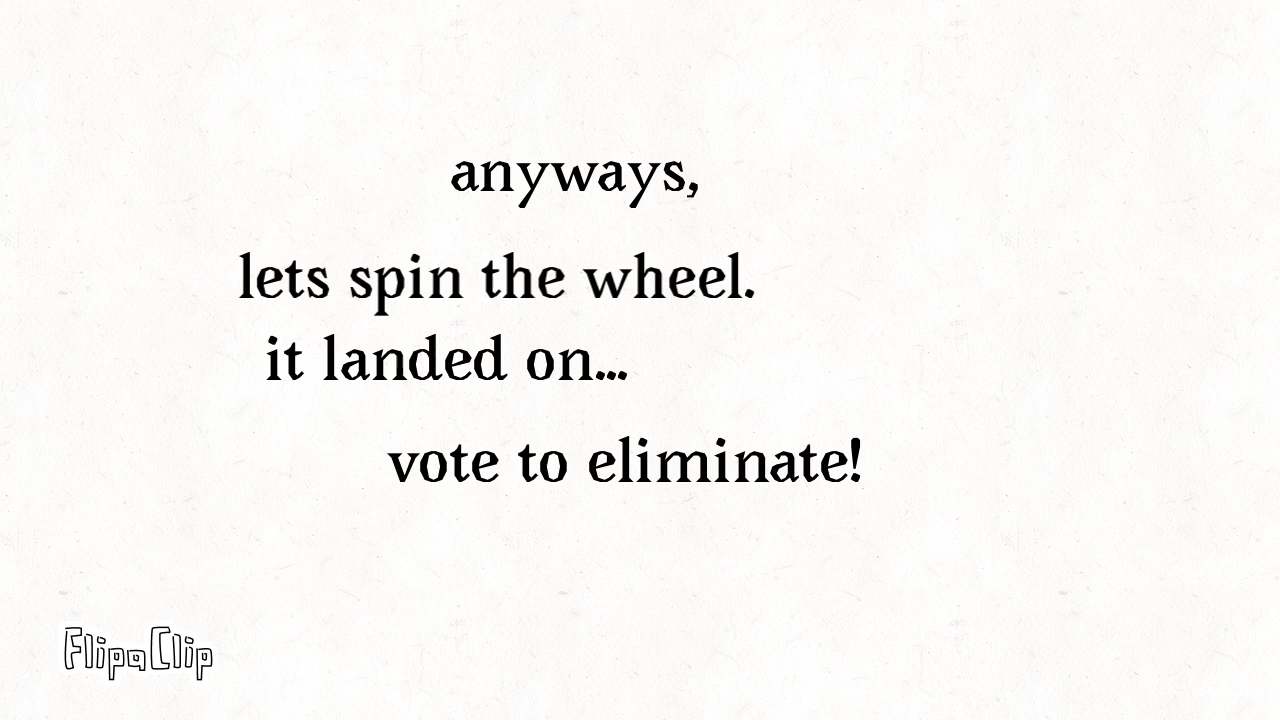 anyways,
lets spin the wheel.
it landed on...
vote to eliminate!
FlipaClip